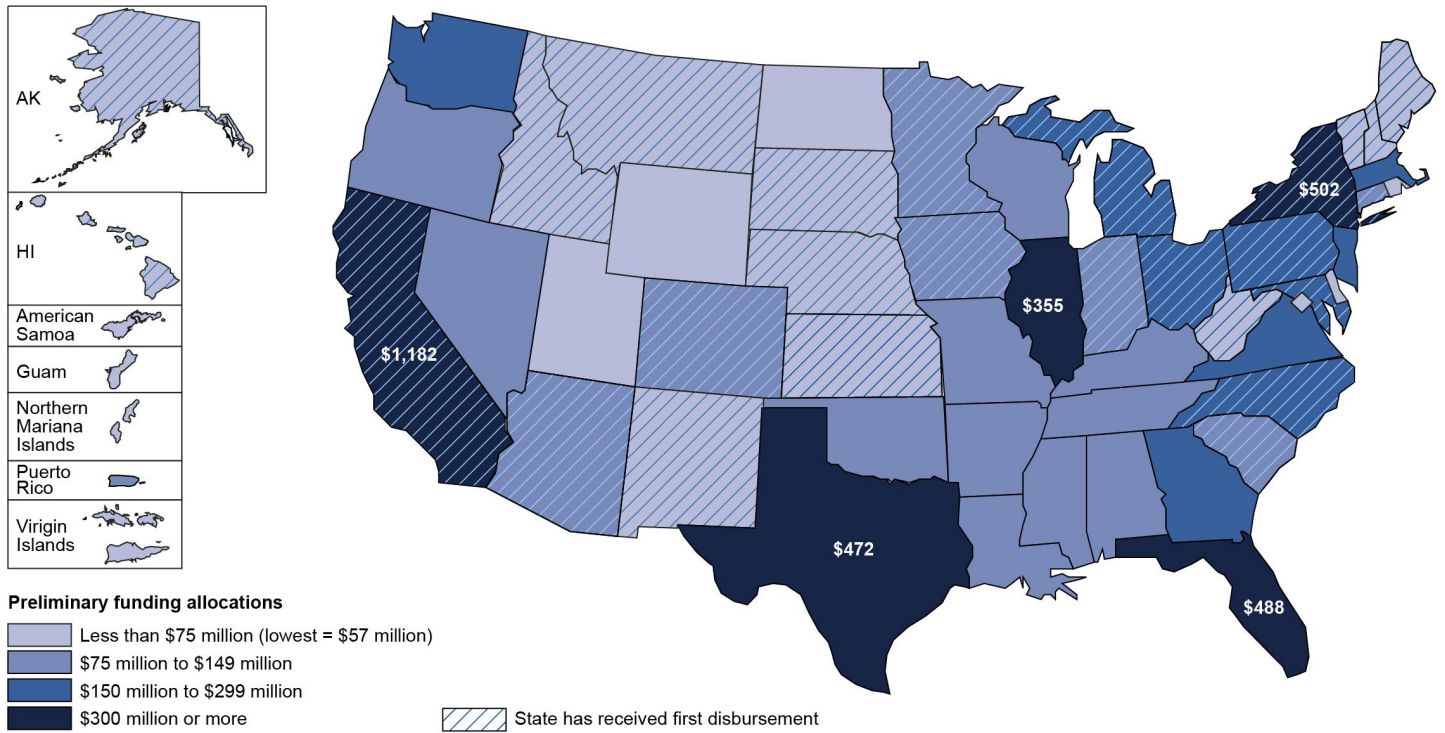 AK
HI
American
Samoa
Guam
Northern
Mariana
Islands
Puerto
Rico
Virigin
Islands
$1,182
$472
$355
$502
$488
Preliminary funding allocations
Less than $75 million (lowest = $57 million)
$75 million to $149 million
$150 million to $299 million
$300 million or more
State has received first disbursement